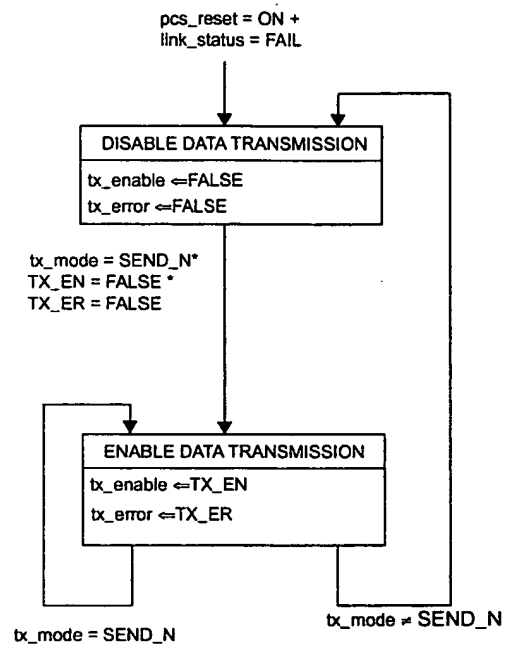 pcs_reset = ON +
link_status = FAIL
DISABLE DATA TRANSMISSION
tx_enable ⇐FALSE
tx_error ⇐FALSE
tx_mode = SEND_N*
TX_EN = FALSE *
TX_ER = FALSE
ENABLE DATA TRANSMISSION
tx_enable ⇐TX_EN
tx_error ⇐TX_ER
tx_mode = SEND_N
tx_mode ≠ SEND_N